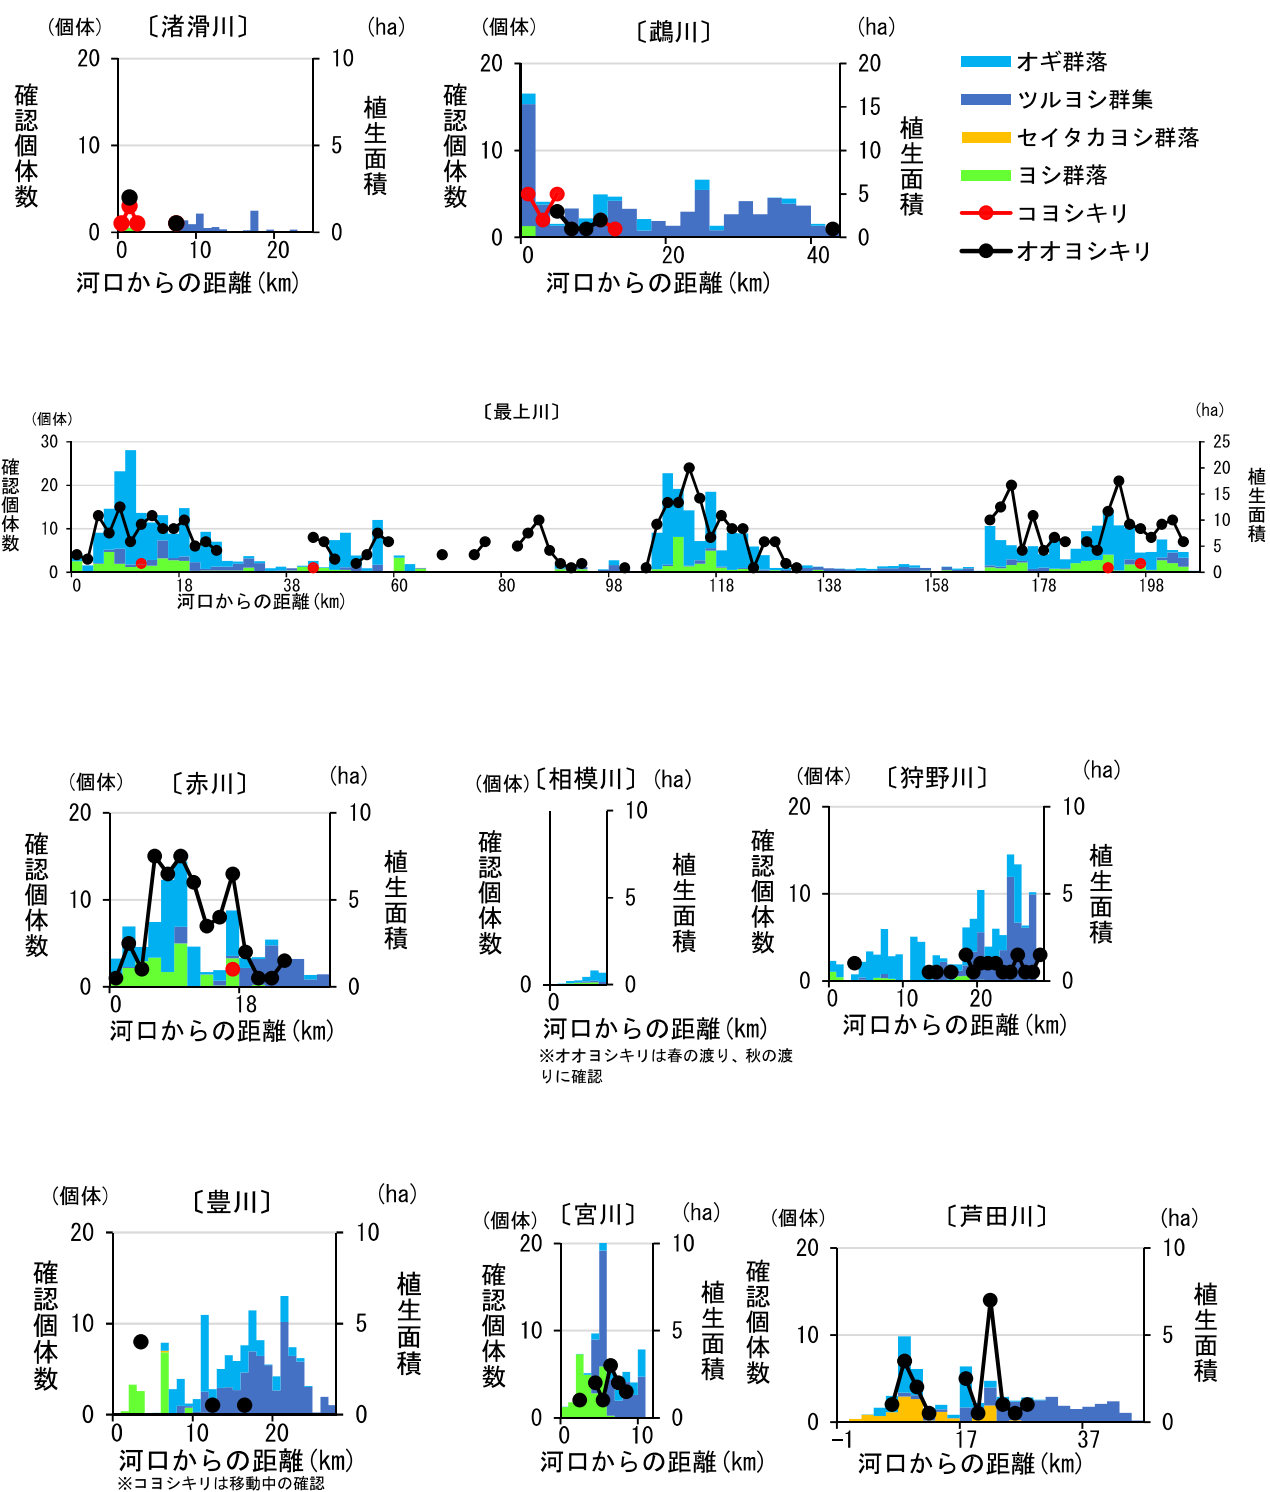 (個体)
〔渚滑川〕
(ha)
20
10
10
5
0
0
0
10
20
確認個体数
植生面積
河口からの距離(km)
(個体)
〔鵡川〕
(ha)
20
20
15
10
10
5
0
0
0
20
40
確認個体数
植生面積
河口からの距離(km)
オギ群落
ツルヨシ群集
セイタカヨシ群落
ヨシ群落
コヨシキリ
オオヨシキリ
(個体)
〔最上川〕
(ha)
30
25
20
20
15
10
10
5
0
0
0
18
38
60
80
98
118
138
158
178
198
確認個体数
植生面積
河口からの距離(km)
(個体)
〔赤川〕
(ha)
20
10
10
5
0
0
0
18
確認個体数
植生面積
河口からの距離(km)
(個体)
〔相模川〕
(ha)
10
5
0
0
0
確認個体数
植生面積
河口からの距離(km)
※オオヨシキリは春の渡り、秋の渡
りに確認
(個体)
〔狩野川〕
(ha)
20
10
10
5
0
0
0
10
20
確認個体数
植生面積
河口からの距離(km)
(個体)
〔豊川〕
(ha)
20
10
10
5
0
0
0
10
20
確認個体数
植生面積
河口からの距離(km)
※コヨシキリは移動中の確認
(個体)
〔宮川〕
(ha)
20
10
10
5
0
0
0
10
確認個体数
植生面積
河口からの距離(km)
(個体)
〔芦田川〕
(ha)
20
10
10
5
0
0
-1
17
37
確認個体数
植生面積
河口からの距離(km)